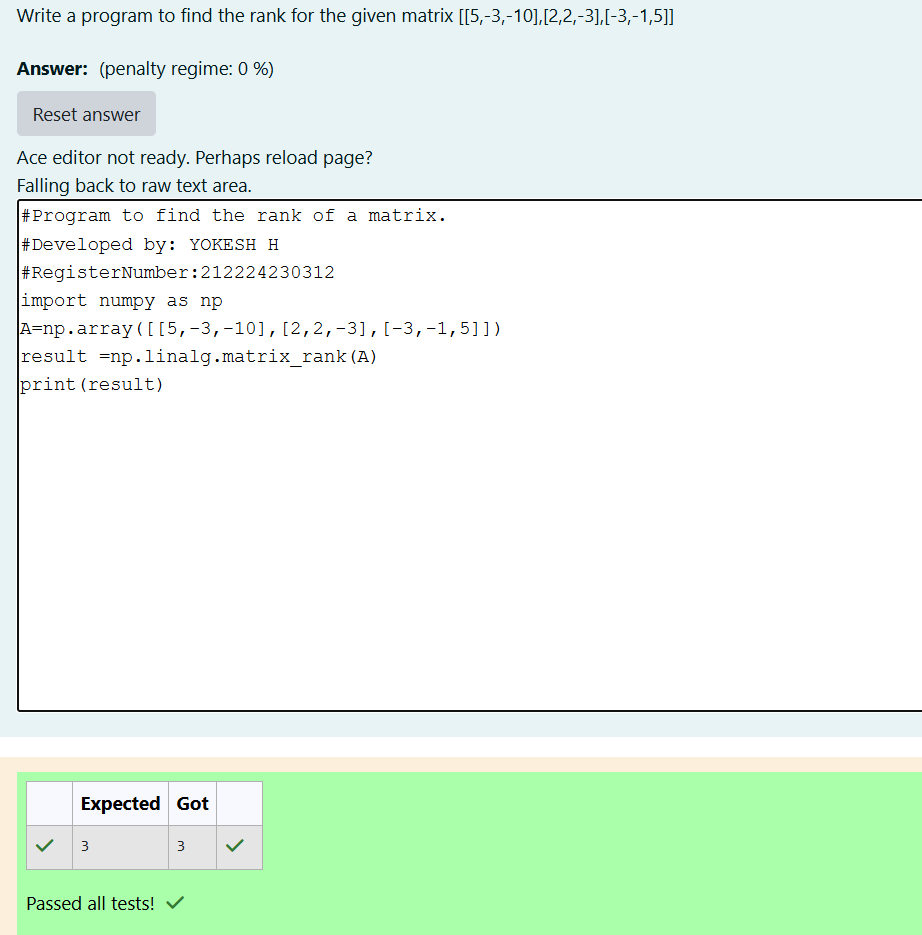 Write a program to find the rank for the given matrix [[5,-3,-10],[2,2,-3],[-3,-1,5]]
Answer: (penalty regime: 0 %)
Reset answer
Ace editor not ready. Perhaps reload page?
Falling back to raw text area.
#Program to find the rank of a matrix.
#Developed by: YOKESH H
#RegisterNumber:212224230312
import numpy as np
A=np.array([[5,-3,-10],[2,2,-3],[-3,-1,5]])
result =np.linalg.matrix_rank(A)
print(result)
Expected Got
3 3
Passed all tests!